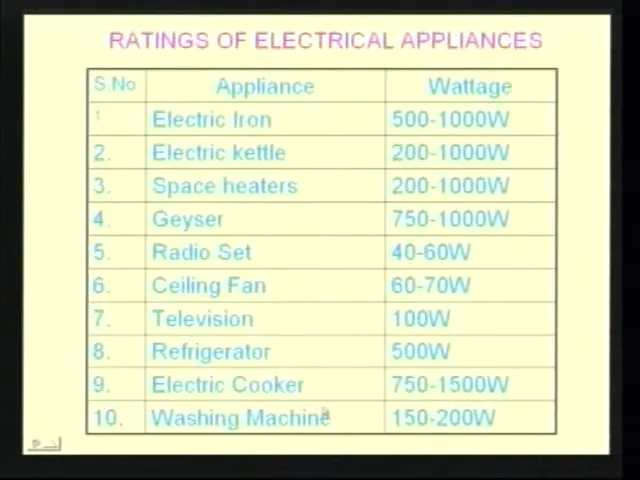 RATINGS OF ELECTRICAL APPLIANCES
S.No Appliance Wattage
1 Electric Iron 500-1000W
2. Electric kettle 200-1000W
3. Space heaters 200-1000W
4. Geyser 750-1000W
5. Radio Set 40-60W
6. Ceiling Fan 60-70W
7. Television 100W
8. Refrigerator 500W
9. Electric Cooker 750-1500W
10. Washing Machine 150-200W